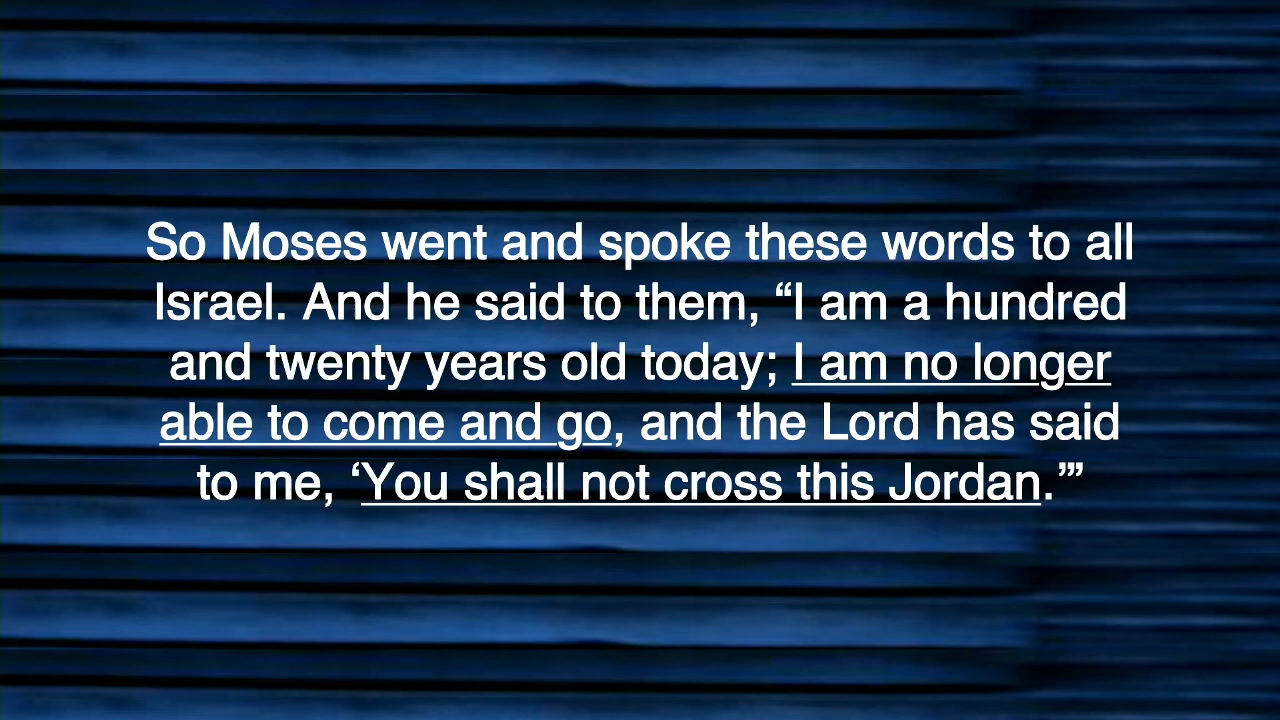 So Moses went and spoke these words to all
Israel. And he said to them, “I am a hundred
and twenty years old today; I am no longer
able to come and go, and the Lord has said
to me, ‘You shall not cross this Jordan.’”